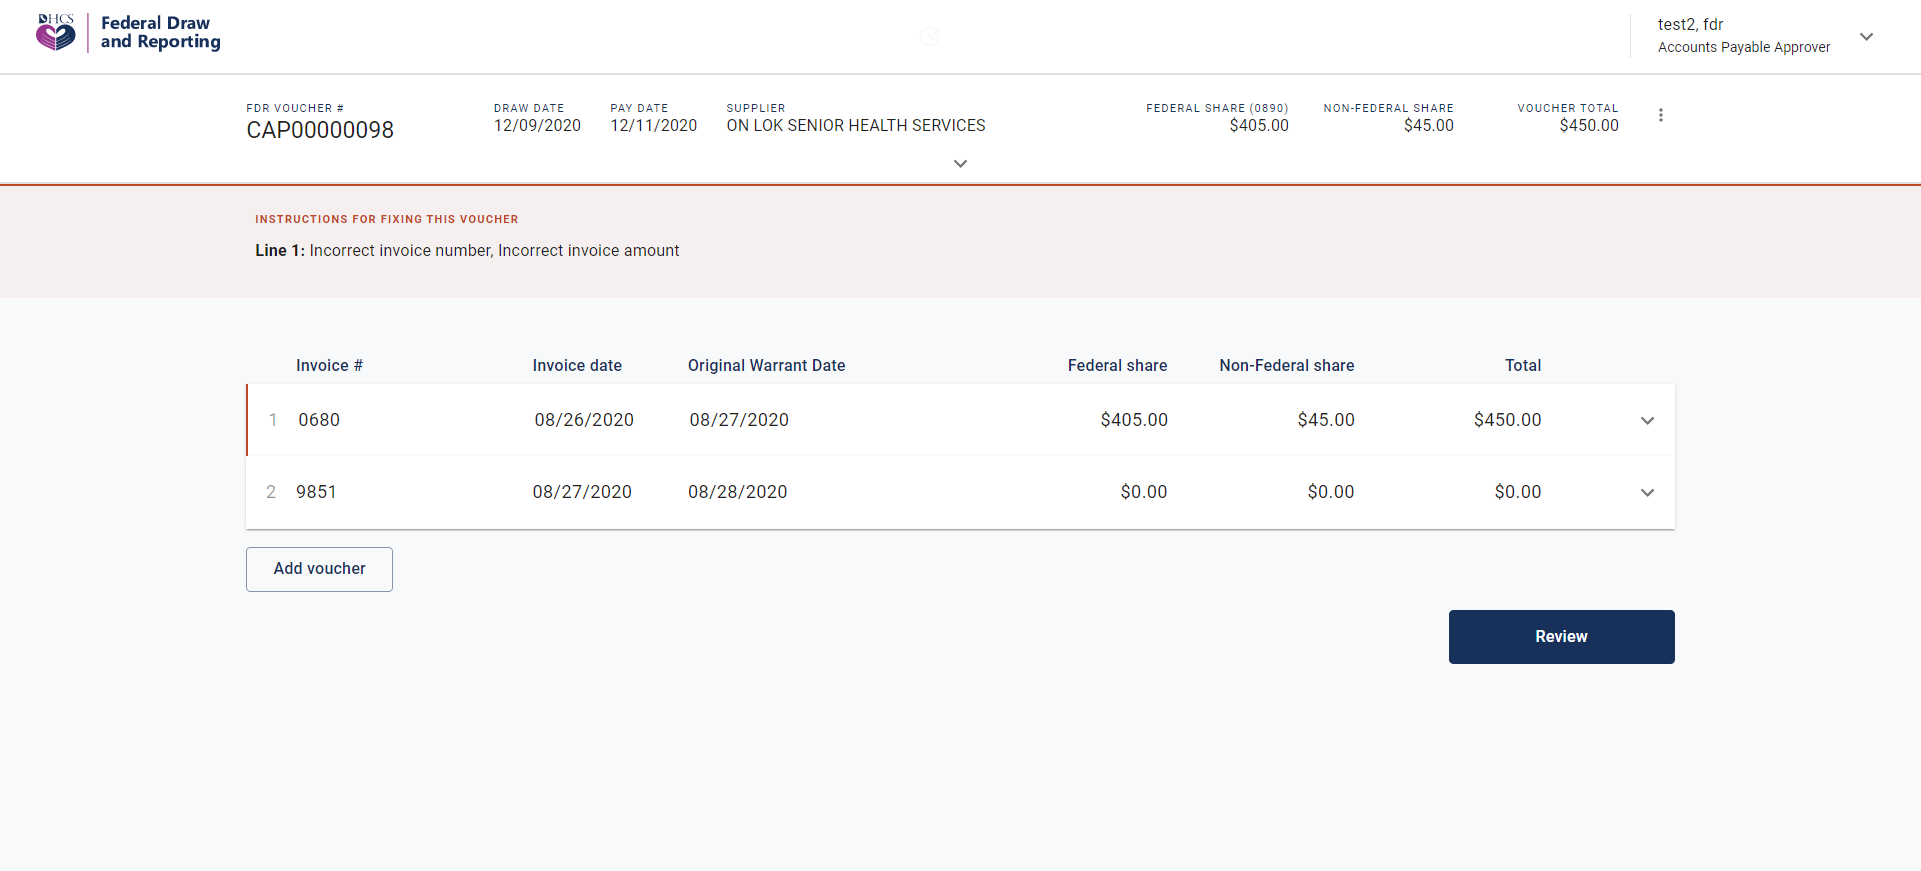 DHCS
Federal Draw
and Reporting
test2, fdr
Accounts Payable Approver
FDR VOUCHER #
CAP00000098
DRAW DATE
12/09/2020
PAY DATE
12/11/2020
SUPPLIER
ON LOK SENIOR HEALTH SERVICES
FEDERAL SHARE (0890)
$405.00
NON-FEDERAL SHARE
$45.00
VOUCHER TOTAL
$450.00
INSTRUCTIONS FOR FIXING THIS VOUCHER
Line 1: Incorrect invoice number, Incorrect invoice amount
Invoice # Invoice date Original Warrant Date Federal share Non-Federal share Total
1 0680 08/26/2020 08/27/2020 $405.00 $45.00 $450.00
2 9851 08/27/2020 08/28/2020 $0.00 $0.00 $0.00
Add voucher
Review